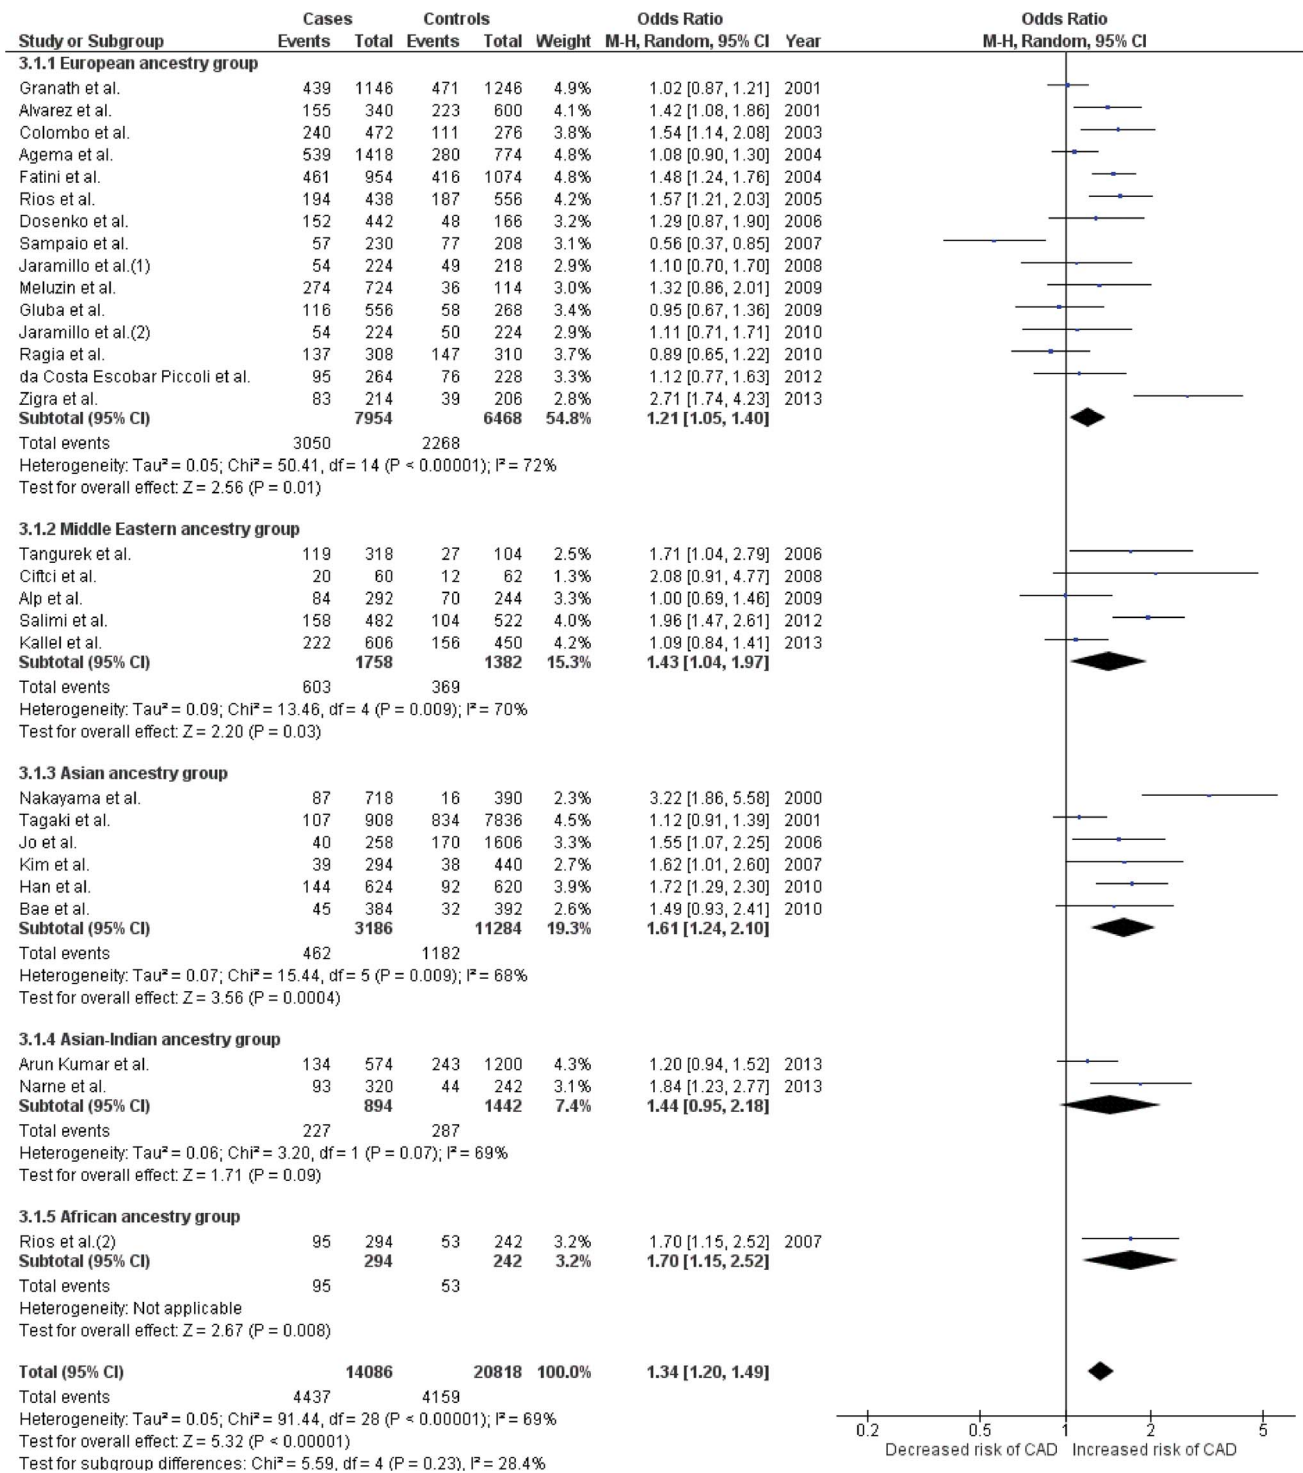 Cases Controls Odds Ratio Odds Ratio
Study or Subgroup Events Total Events Total Weight M-H, Random, 95% CI Year M-H, Random, 95% CI
3.1.1 European ancestry group
Granath et al. 439 1146 471 1246 4.9% 1.02 [0.87, 1.21] 2001
Alvarez et al. 155 340 223 600 4.1% 1.42 [1.08, 1.86] 2001
Colombo et al. 240 472 111 276 3.8% 1.54 [1.14, 2.08] 2003
Agema et al. 539 1418 280 774 4.8% 1.08 [0.90, 1.30] 2004
Fatini et al. 461 954 416 1074 4.8% 1.48 [1.24, 1.76] 2004
Rios et al. 194 438 187 556 4.2% 1.57 [1.21, 2.03] 2005
Dosenko et al. 152 442 48 166 3.2% 1.29 [0.87, 1.90] 2006
Sampaio et al. 57 230 77 208 3.1% 0.56 [0.37, 0.85] 2007
Jaramillo et al.(1) 54 224 49 218 2.9% 1.10 [0.70, 1.70] 2008
Meluzin et al. 274 724 36 114 3.0% 1.32 [0.86, 2.01] 2009
Gluba et al. 116 556 58 268 3.4% 0.95 [0.67, 1.36] 2009
Jaramillo et al.(2) 54 224 50 224 2.9% 1.11 [0.71, 1.71] 2010
Ragia et al. 137 308 147 310 3.7% 0.89 [0.65, 1.22] 2010
da Costa Escobar Piccoli et al. 95 264 76 228 3.3% 1.12 [0.77, 1.63] 2012
Zigra et al. 83 214 39 206 2.8% 2.71 [1.74, 4.23] 2013
Subtotal (95% CI) 7954 6468 54.8% 1.21 [1.05, 1.40]
Total events 3050 2268
Heterogeneity: Tau² = 0.05; Chi² = 50.41, df = 14 (P < 0.00001); I² = 72%
Test for overall effect: Z = 2.56 (P = 0.01)
3.1.2 Middle Eastern ancestry group
Tangurek et al. 119 318 27 104 2.5% 1.71 [1.04, 2.79] 2006
Ciftci et al. 20 60 12 62 1.3% 2.08 [0.91, 4.77] 2008
Alp et al. 84 292 70 244 3.3% 1.00 [0.69, 1.46] 2009
Salimi et al. 158 482 104 522 4.0% 1.96 [1.47, 2.61] 2012
Kallel et al. 222 606 156 450 4.2% 1.09 [0.84, 1.41] 2013
Subtotal (95% CI) 1758 1382 15.3% 1.43 [1.04, 1.97]
Total events 603 369
Heterogeneity: Tau² = 0.09; Chi² = 13.46, df = 4 (P = 0.009); I² = 70%
Test for overall effect: Z = 2.20 (P = 0.03)
3.1.3 Asian ancestry group
Nakayama et al. 87 718 16 390 2.3% 3.22 [1.86, 5.58] 2000
Tagaki et al. 107 908 834 7836 4.5% 1.12 [0.91, 1.39] 2001
Jo et al. 40 258 170 1606 3.3% 1.55 [1.07, 2.25] 2006
Kim et al. 39 294 38 440 2.7% 1.62 [1.01, 2.60] 2007
Han et al. 144 624 92 620 3.9% 1.72 [1.29, 2.30] 2010
Bae et al. 45 384 32 392 2.6% 1.49 [0.93, 2.41] 2010
Subtotal (95% CI) 3186 11284 19.3% 1.61 [1.24, 2.10]
Total events 462 1182
Heterogeneity: Tau² = 0.07; Chi² = 15.44, df = 5 (P = 0.009); I² = 68%
Test for overall effect: Z = 3.56 (P = 0.0004)
3.1.4 Asian-Indian ancestry group
Arun Kumar et al. 134 574 243 1200 4.3% 1.20 [0.94, 1.52] 2013
Narne et al. 93 320 44 242 3.1% 1.84 [1.23, 2.77] 2013
Subtotal (95% CI) 894 1442 7.4% 1.44 [0.95, 2.18]
Total events 227 287
Heterogeneity: Tau² = 0.06; Chi² = 3.20, df = 1 (P = 0.07); I² = 69%
Test for overall effect: Z = 1.71 (P = 0.09)
3.1.5 African ancestry group
Rios et al.(2) 95 294 53 242 3.2% 1.70 [1.15, 2.52] 2007
Subtotal (95% CI) 294 242 3.2% 1.70 [1.15, 2.52]
Total events 95 53
Heterogeneity: Not applicable
Test for overall effect: Z = 2.67 (P = 0.008)
Total (95% CI) 14086 20818 100.0% 1.34 [1.20, 1.49]
Total events 4437 4159
Heterogeneity: Tau² = 0.05; Chi² = 91.44, df = 28 (P < 0.00001); I² = 69%
Test for overall effect: Z = 5.32 (P < 0.00001)
Test for subgroup differences: Chi² = 5.59, df = 4 (P = 0.23), I² = 28.4%
0.2 0.5 1 2 5
Decreased risk of CAD Increased risk of CAD